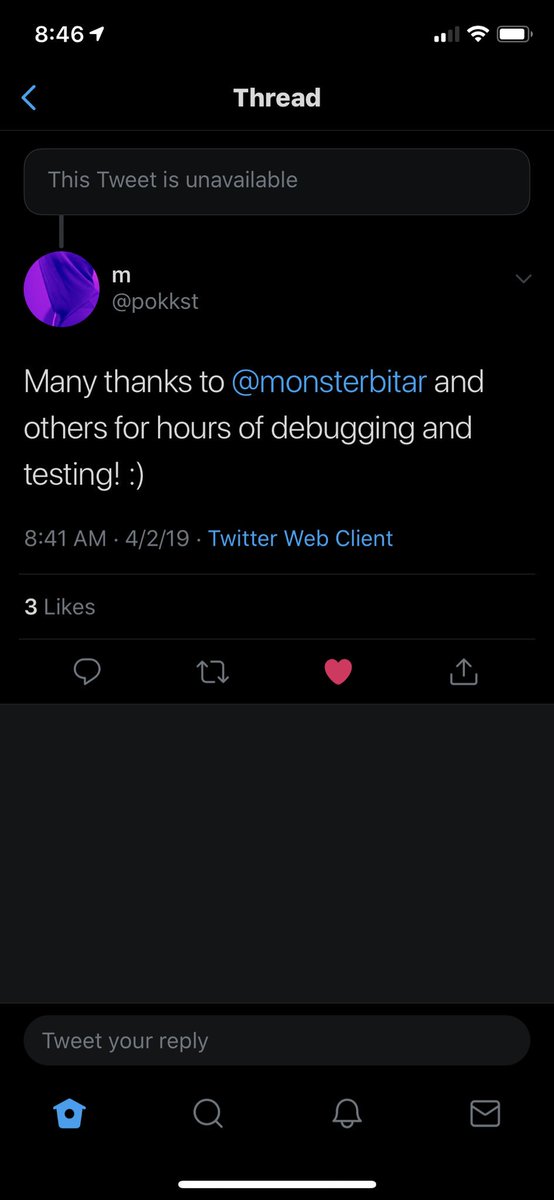 8:46
Thread
This Tweet is unavailable
m
@pokkst
Many thanks to @monsterbitar and
others for hours of debugging and
testing! :)
8:41 AM · 4/2/19 · Twitter Web Client
3 Likes
Tweet your reply